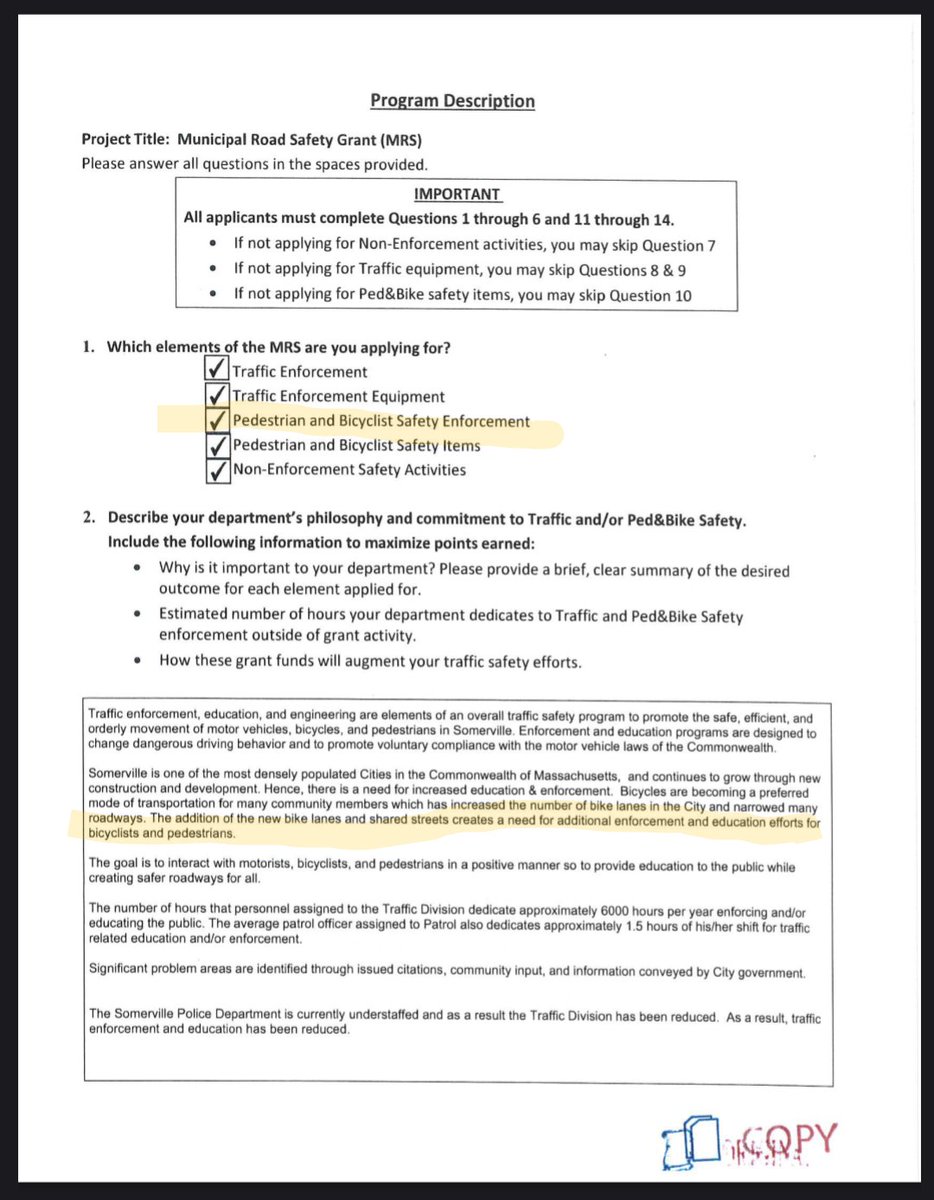 Program Description
Project Title: Municipal Road Safety Grant (MRS)
Please answer all questions in the spaces provided.
IMPORTANT
All applicants must complete Questions 1 through 6 and 11 through 14.
• If not applying for Non-Enforcement activities, you may skip Question 7
• If not applying for Traffic equipment, you may skip Questions 8 & 9
• If not applying for Ped&Bike safety items, you may skip Question 10
1. Which elements of the MRS are you applying for?
✓ Traffic Enforcement
✓ Traffic Enforcement Equipment
✓ Pedestrian and Bicyclist Safety Enforcement
✓ Pedestrian and Bicyclist Safety Items
✓ Non-Enforcement Safety Activities
2. Describe your department's philosophy and commitment to Traffic and/or Ped&Bike Safety.
Include the following information to maximize points earned:
• Why is it important to your department? Please provide a brief, clear summary of the desired
outcome for each element applied for.
• Estimated number of hours your department dedicates to Traffic and Ped&Bike Safety
enforcement outside of grant activity.
• How these grant funds will augment your traffic safety efforts.
Traffic enforcement, education, and engineering are elements of an overall traffic safety program to promote the safe, efficient, and
orderly movement of motor vehicles, bicycles, and pedestrians in Somerville. Enforcement and education programs are designed to
change dangerous driving behavior and to promote voluntary compliance with the motor vehicle laws of the Commonwealth.
Somerville is one of the most densely populated Cities in the Commonwealth of Massachusetts, and continues to grow through new
construction and development. Hence, there is a need for increased education & enforcement. Bicycles are becoming a preferred
mode of transportation for many community members which has increased the number of bike lanes in the City and narrowed many
roadways. The addition of the new bike lanes and shared streets creates a need for additional enforcement and education efforts for
bicyclists and pedestrians.
The goal is to interact with motorists, bicyclists, and pedestrians in a positive manner so to provide education to the public while
creating safer roadways for all.
The number of hours that personnel assigned to the Traffic Division dedicate approximately 6000 hours per year enforcing and/or
educating the public. The average patrol officer assigned to Patrol also dedicates approximately 1.5 hours of his/her shift for traffic
related education and/or enforcement.
Significant problem areas are identified through issued citations, community input, and information conveyed by City government.
The Somerville Police Department is currently understaffed and as a result the Traffic Division has been reduced. As a result, traffic
enforcement and education has been reduced.
COPY